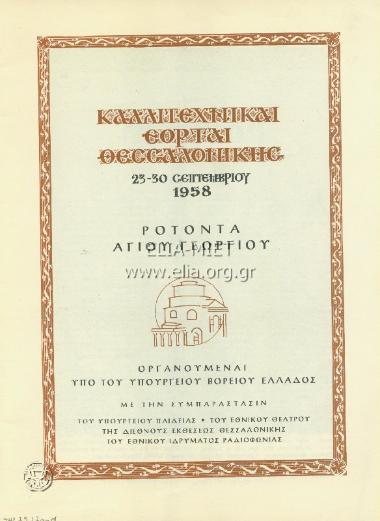 ΚΑΛΛΙΤΕΧΝΙΚΑΙ
ΕΟΡΤΑΙ
ΘΕΣΣΑΛΟΝΙΚΗΣ
23-30 ΣΕΠΤΕΜΒΡΙΟΥ
1958
ΡΟΤΟΝΤΑ
ΑΓΙΟΥ ΓΕΩΡΓΙΟΥ
ΕΛΙΑ-ΜΙΕΤ
www.elia.org.gr
ΟΡΓΑΝΟΥΜΕΝΑΙ
ΥΠΟ ΤΟΥ ΥΠΟΥΡΓΕΙΟΥ ΒΟΡΕΙΟΥ ΕΛΛΑΔΟΣ
ΜΕ ΤΗΝ ΣΥΜΠΑΡΑΣΤΑΣΙΝ
ΤΟΥ ΥΠΟΥΡΓΕΙΟΥ ΠΑΙΔΕΙΑΣ • ΤΟΥ ΕΘΝΙΚΟΥ ΘΕΑΤΡΟΥ
ΤΗΣ ΔΙΕΘΝΟΥΣ ΕΚΘΕΣΕΩΣ ΘΕΣΣΑΛΟΝΙΚΗΣ
ΤΟΥ ΕΘΝΙΚΟΥ ΙΔΡΥΜΑΤΟΣ ΡΑΔΙΟΦΩΝΙΑΣ